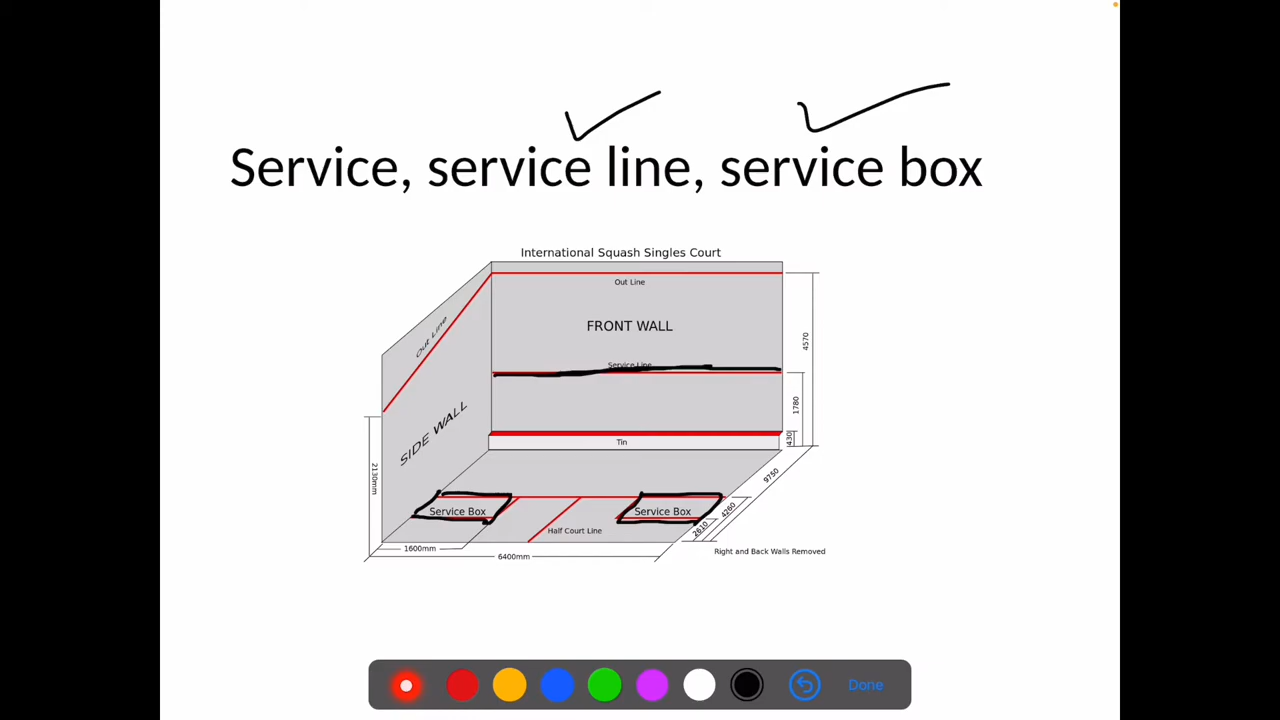 Service, service line, service box
International Squash Singles Court
Out Line
Out Line
FRONT WALL
Service Line
4570
1780
SIDE WALL
430
Tin
2130mm
9750
Service Box
Service Box
4260
2610
Half Court Line
1600mm
6400mm
Right and Back Walls Removed
Done